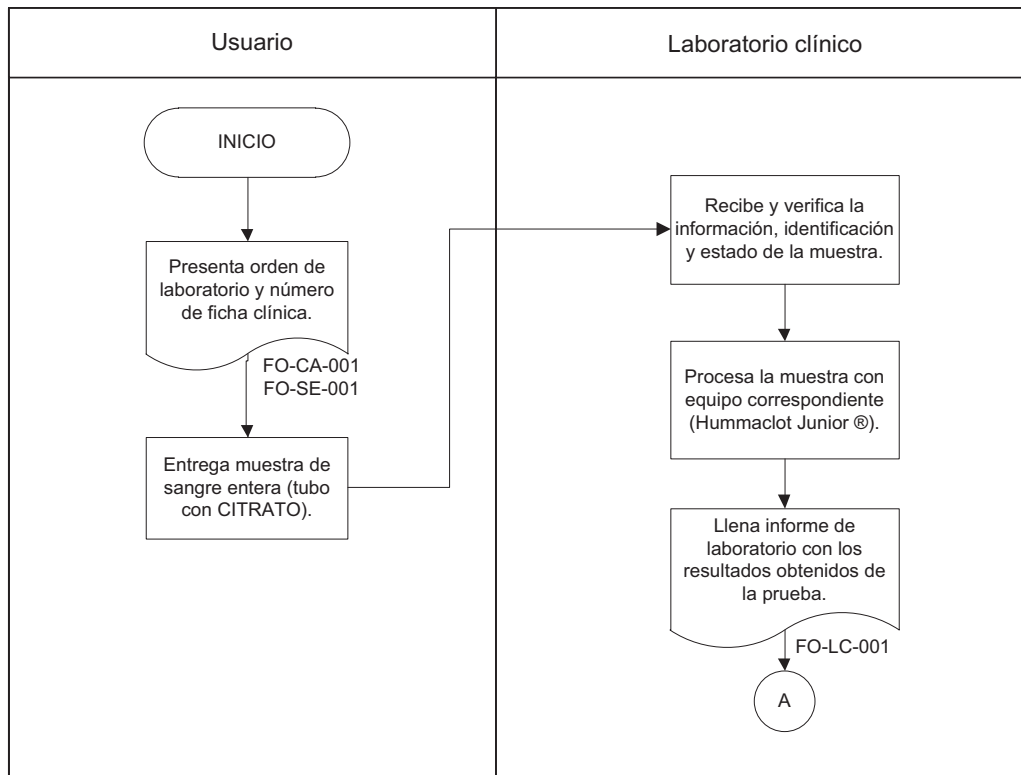 Usuario
Laboratorio clínico
INICIO
Presenta orden de
laboratorio y número
de ficha clínica.
FO-CA-001
FO-SE-001
Entrega muestra de
sangre entera (tubo
con CITRATO).
Recibe y verifica la
información, identificación
y estado de la muestra.
Procesa la muestra con
equipo correspondiente
(Hummaclot Junior ®).
Llena informe de
laboratorio con los
resultados obtenidos de
la prueba.
FO-LC-001
A